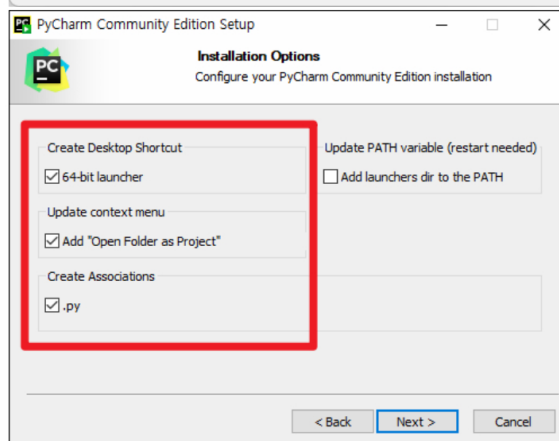 PC PyCharm Community Edition Setup
PC
Installation Options
Configure your PyCharm Community Edition installation
Create Desktop Shortcut
64-bit launcher
Update PATH variable (restart needed)
Add launchers dir to the PATH
Update context menu
Add "Open Folder as Project"
Create Associations
.py
< Back
Next >
Cancel